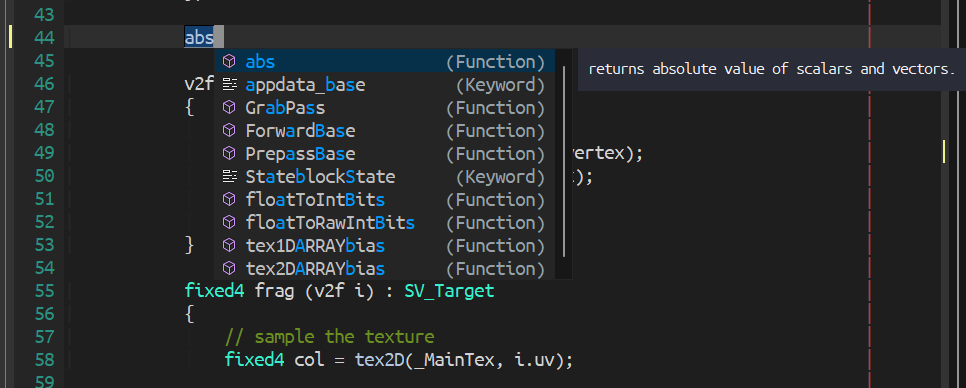 43
44 abs
45 abs (Function) returns absolute value of scalars and vectors.
46 v2f appdata_base (Keyword)
47 { GrabPass (Function)
48 ForwardBase (Function)
49 PrepassBase (Function) vertex);
50 StateblockState (Keyword) );
51 floatToIntBits (Function)
52 floatToRawIntBits (Function)
53 } tex1DARRAYbias (Function)
54 tex2DARRAYbias (Function)
55 fixed4 frag (v2f i) : SV_Target
56 {
57 // sample the texture
58 fixed4 col = tex2D(_MainTex, i.uv);
59